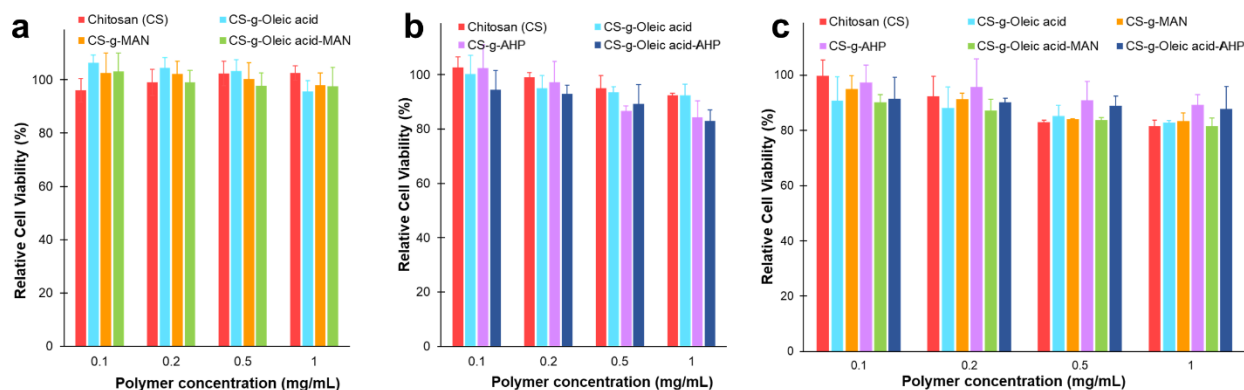 a
Chitosan (CS)
CS-g-Oleic acid
CS-g-MAN
CS-g-Oleic acid-MAN
Relative Cell Viability (%)
100
80
60
40
20
0
0.1 0.2 0.5 1
Polymer concentration (mg/mL)
b
Chitosan (CS)
CS-g-Oleic acid
CS-g-AHP
CS-g-Oleic acid-AHP
Relative Cell Viability (%)
100
80
60
40
20
0
0.1 0.2 0.5 1
Polymer concentration (mg/mL)
c
Chitosan (CS)
CS-g-Oleic acid
CS-g-MAN
CS-g-AHP
CS-g-Oleic acid-MAN
CS-g-Oleic acid-AHP
Relative Cell Viability (%)
100
80
60
40
20
0
0.1 0.2 0.5 1
Polymer concentration (mg/mL)